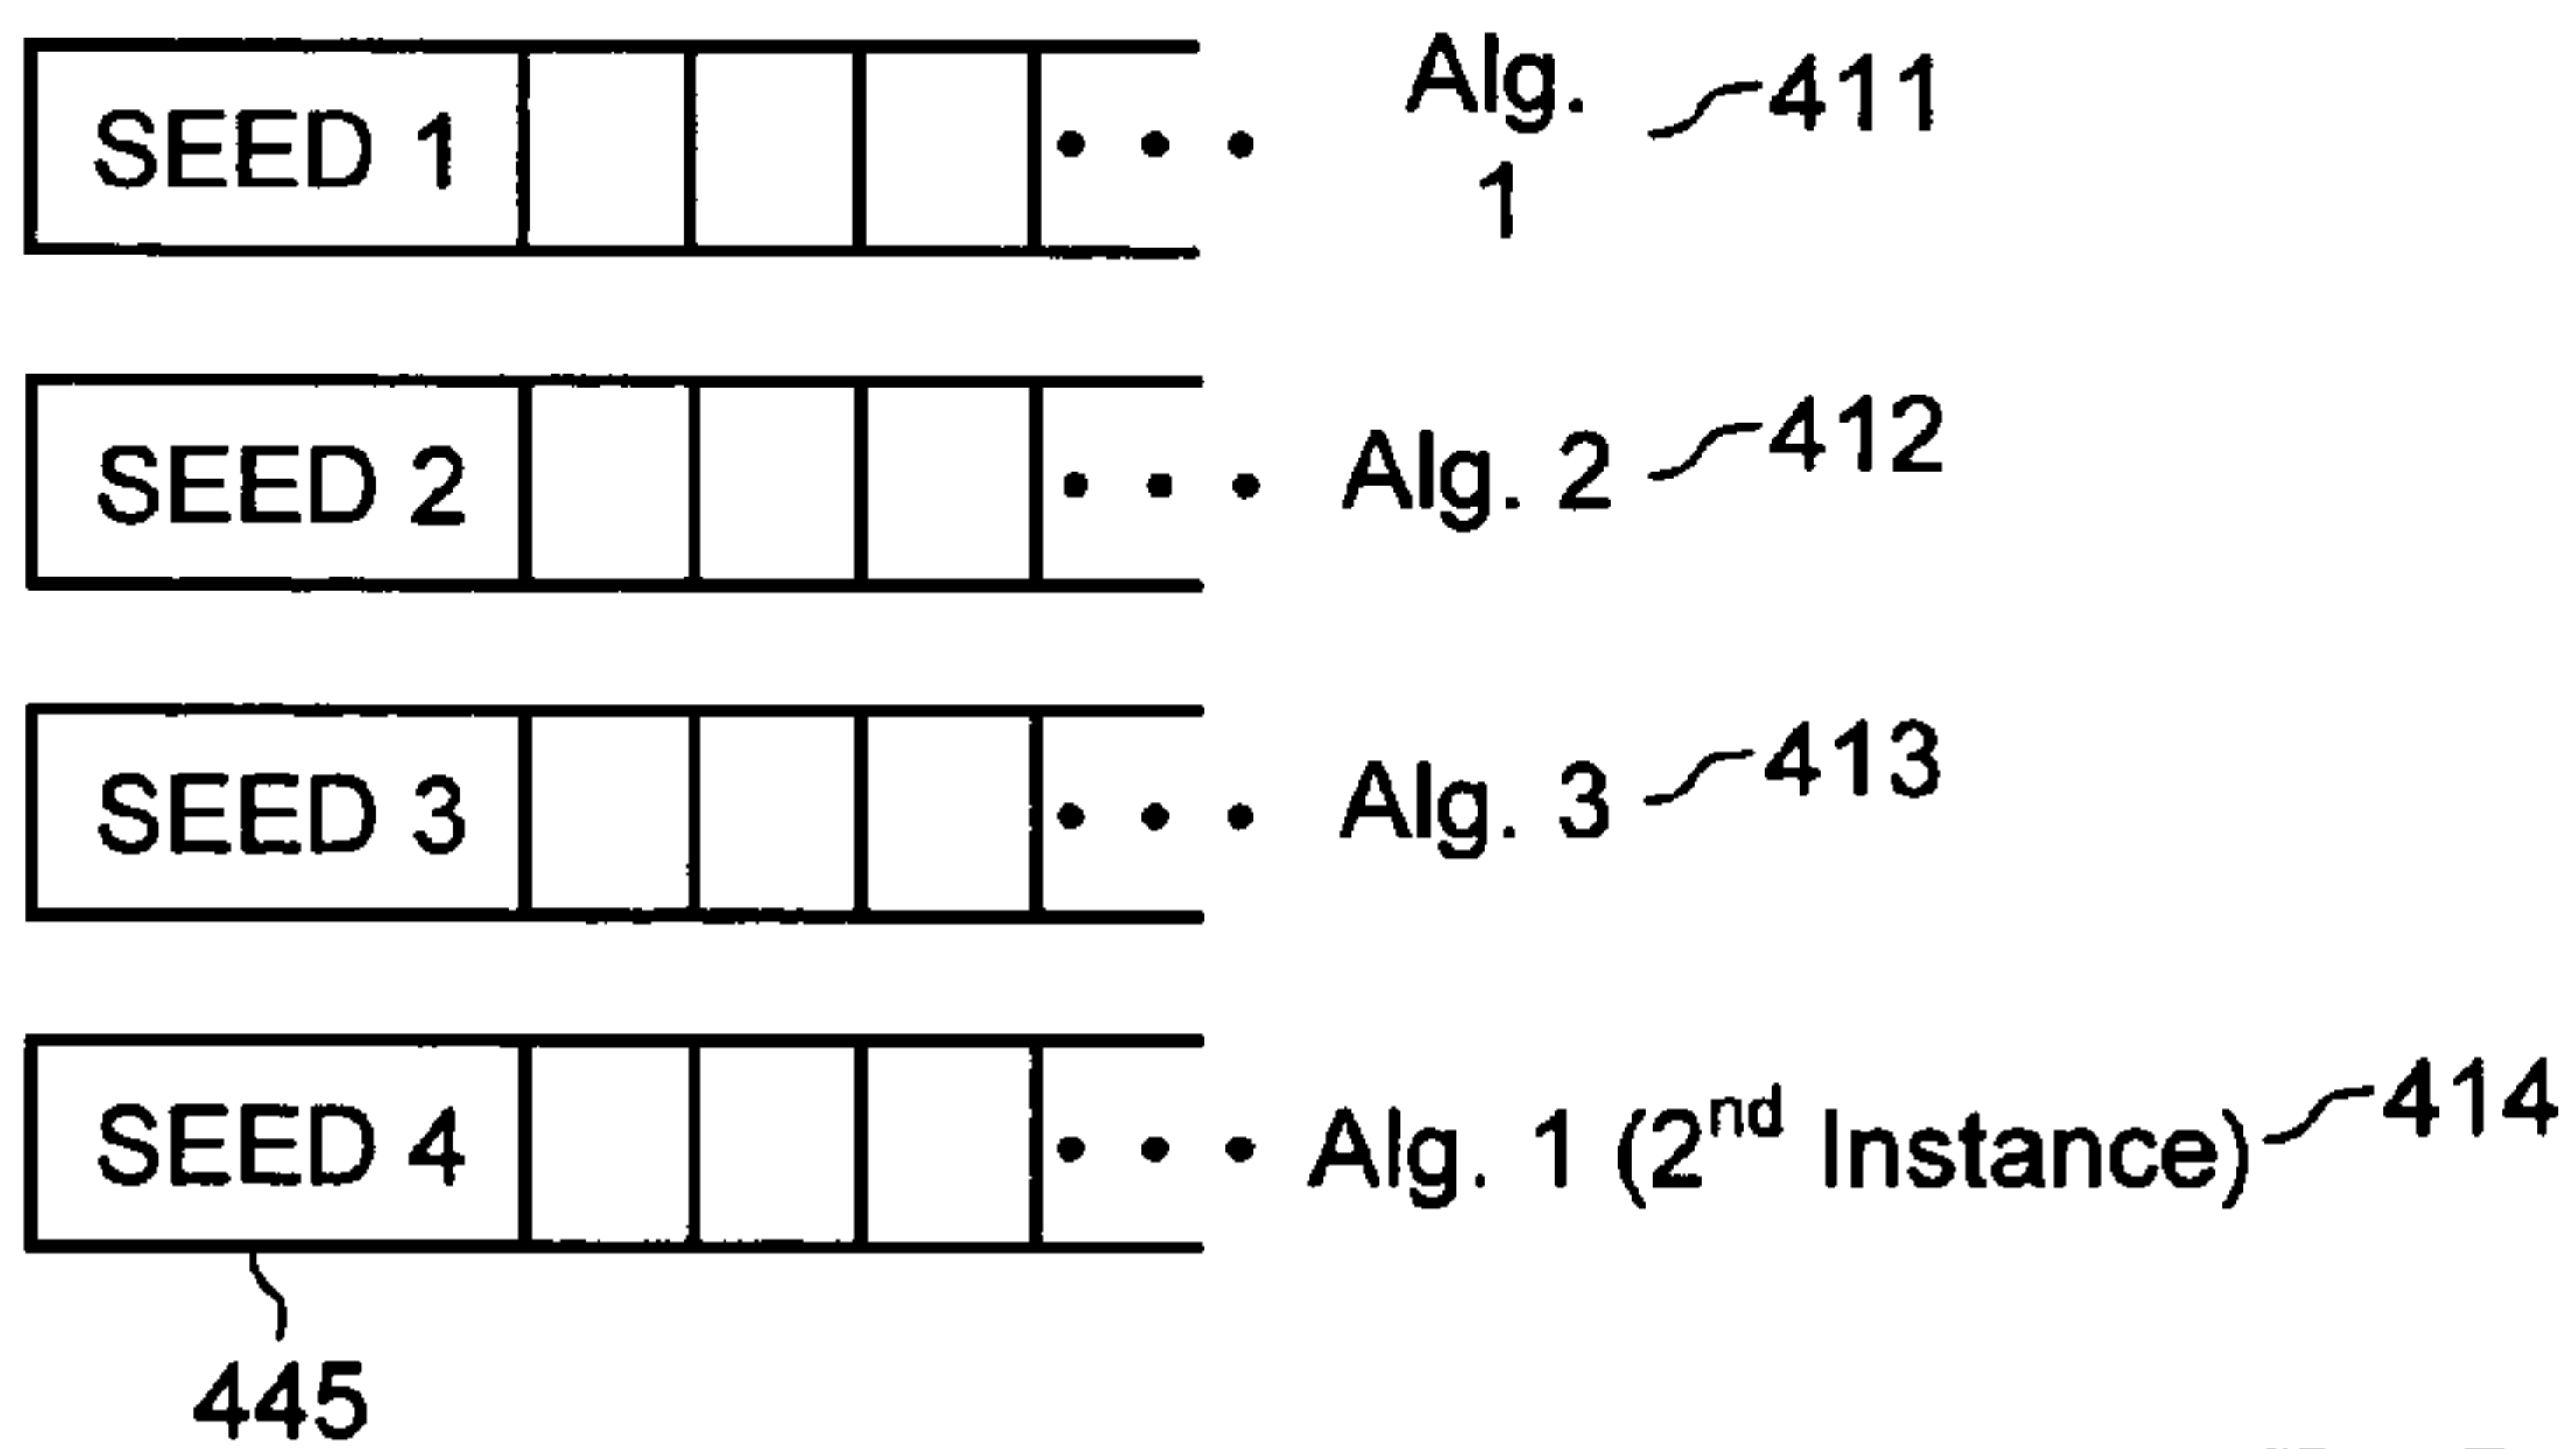 SEED 1 • • • Alg. 1 411
SEED 2 • • • Alg. 2 412
SEED 3 • • • Alg. 3 413
SEED 4 • • • Alg. 1 (2nd Instance) 414
445